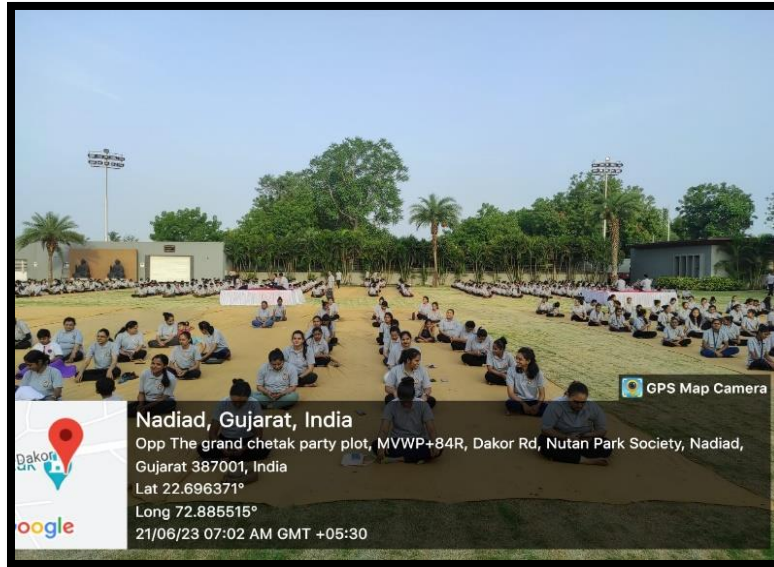 GPS Map Camera
Nadiad, Gujarat, India
Opp The grand chetak party plot, MVWP+84R, Dakor Rd, Nutan Park Society, Nadiad,
Gujarat 387001, India
Lat 22.696371°
Long 72.885515°
21/06/23 07:02 AM GMT +05:30
Dakor
oogle